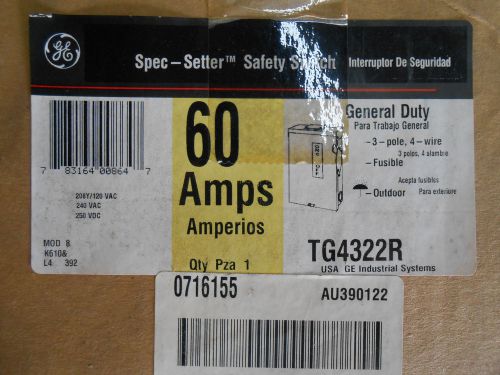 GE
Spec-Setter™ Safety Switch Interruptor De Seguridad
60
Amps
Amperios
Qty Pza 1
General Duty
Para Trabajo General
-3-pole, 4-wire
3 polos, 4 alambre
-Fusible
Acepta fusibles
-Outdoor Para exteriore
7 83164 00864 7
208Y/120 VAC
240 VAC
250 VDC
MOD 8
K610&
L4 392
TG4322R
USA GE Industrial Systems
0716155 AU390122